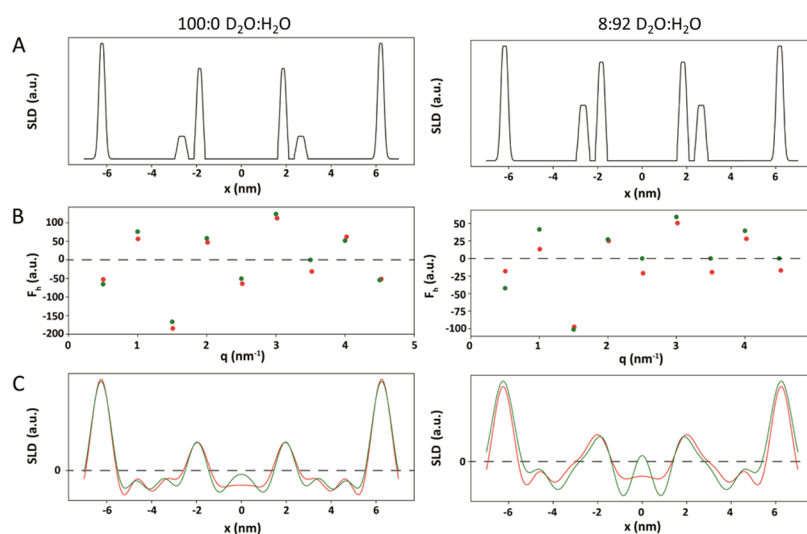 100:0 D₂O:H₂O
8:92 D₂O:H₂O
A
SLD (a.u.)
-6 -4 -2 0 2 4 6
x (nm)
SLD (a.u.)
-6 -4 -2 0 2 4 6
x (nm)
B
Fₕ (a.u.)
100
50
0
-50
-100
-150
-200
0 1 2 3 4 5
q (nm⁻¹)
Fₕ (a.u.)
50
25
0
-25
-50
-75
-100
0 1 2 3 4
q (nm⁻¹)
C
SLD (a.u.)
0
-6 -4 -2 0 2 4 6
x (nm)
SLD (a.u.)
0
-6 -4 -2 0 2 4 6
x (nm)